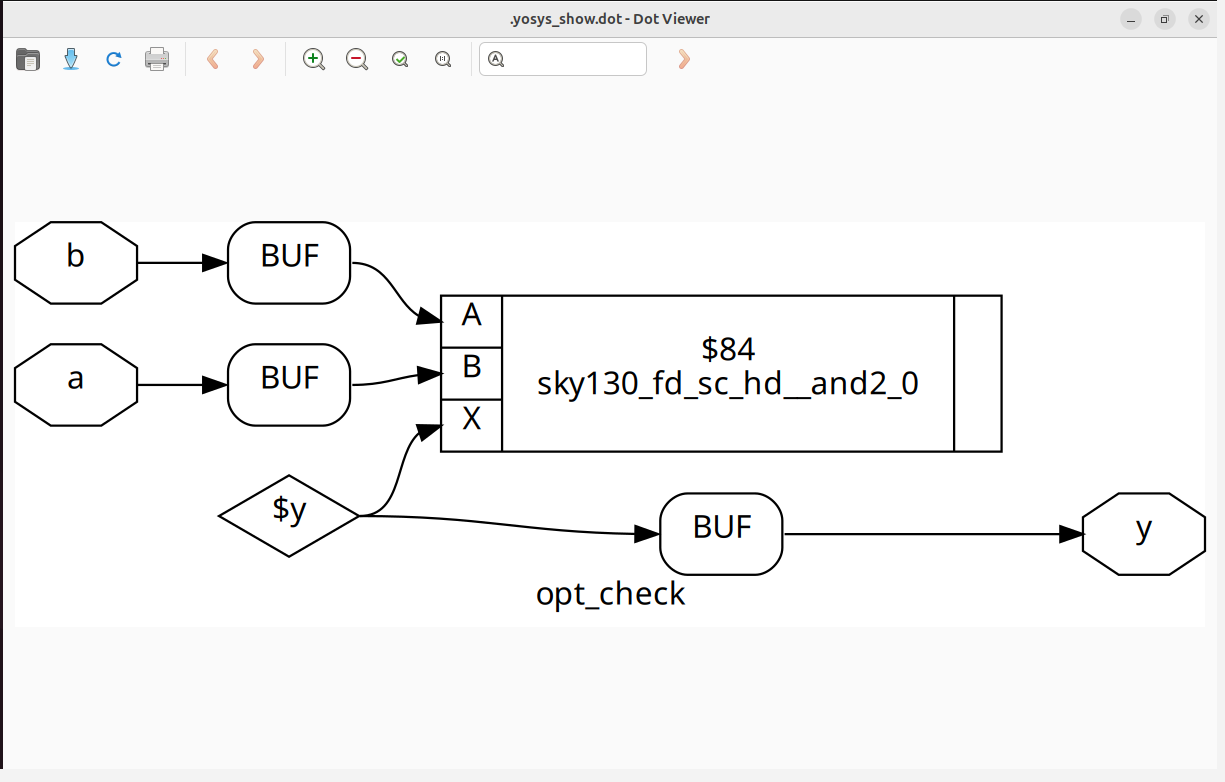 .yosys_show.dot - Dot Viewer
b
BUF
A
$84
a
BUF
B
sky130_fd_sc_hd__and2_0
X
$y
BUF
y
opt_check